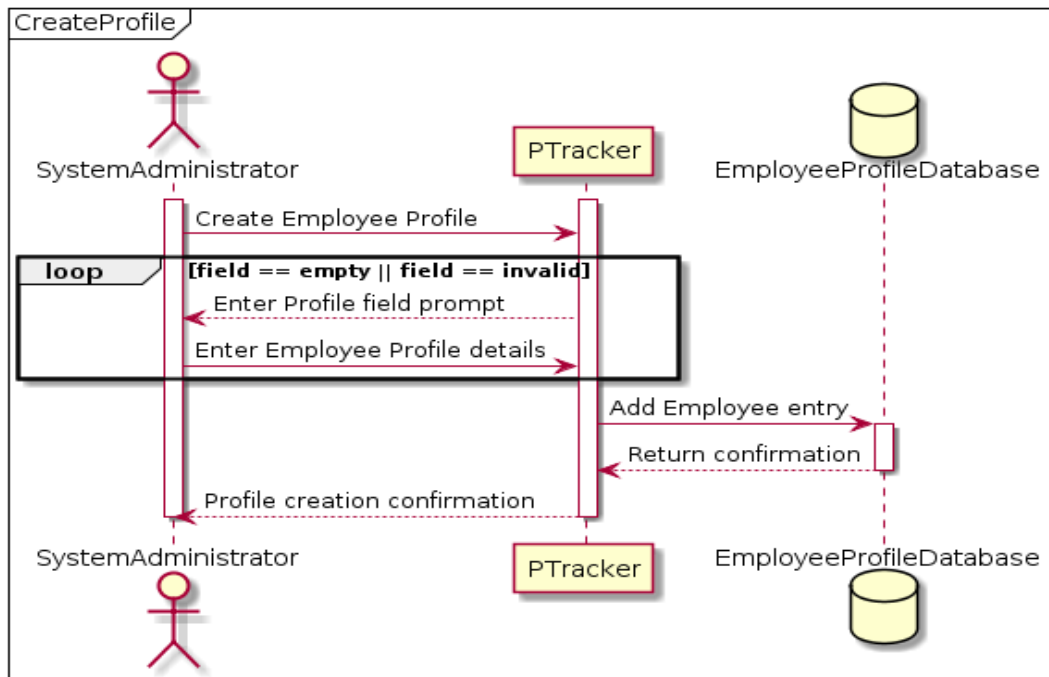 CreateProfile
SystemAdministrator
PTracker
EmployeeProfileDatabase
Create Employee Profile
loop
[field == empty || field == invalid]
Enter Profile field prompt
Enter Employee Profile details
Add Employee entry
Return confirmation
Profile creation confirmation
SystemAdministrator
PTracker
EmployeeProfileDatabase